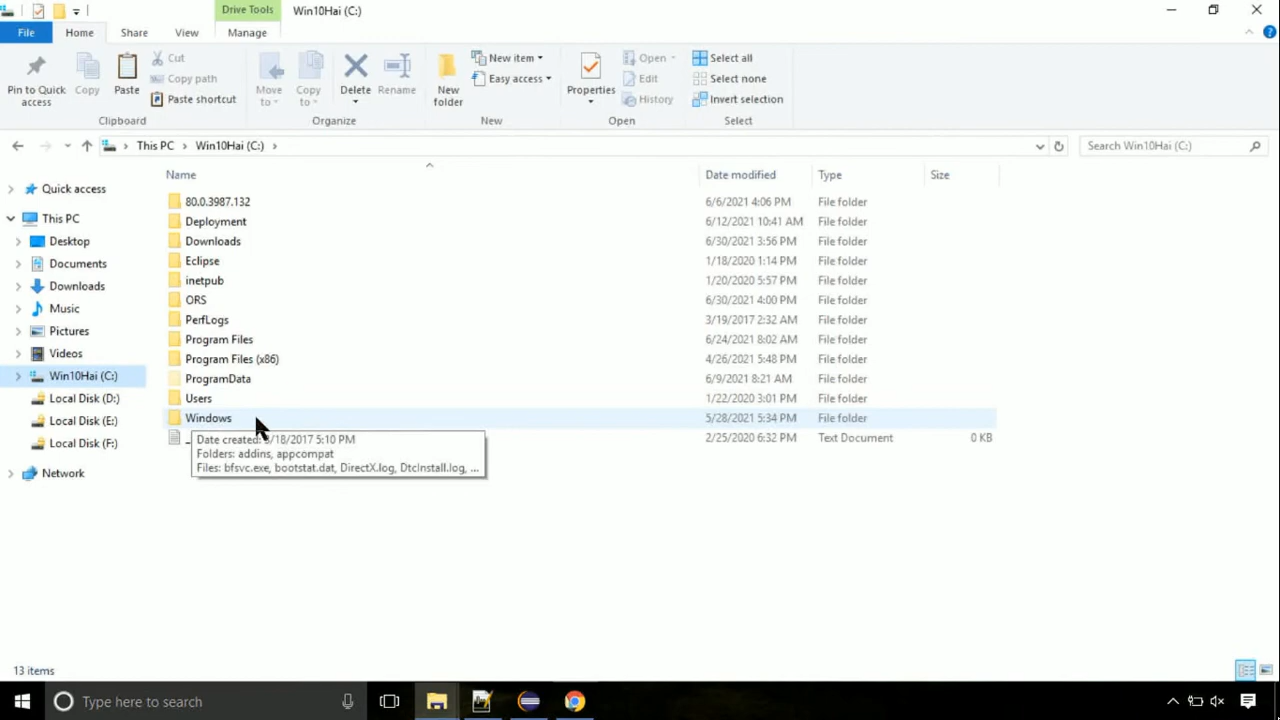 Drive Tools Win10Hai (C:)
File Home Share View Manage
Pin to Quick access
Copy
Paste
Cut
Copy path
Paste shortcut
Clipboard
Move to
Copy to
Delete
Rename
Organize
New folder
New item
Easy access
New
Properties
Open
Edit
History
Open
Select all
Select none
Invert selection
Select
This PC Win10Hai (C:)
Search Win10Hai (C:)
Quick access
This PC
Desktop
Documents
Downloads
Music
Pictures
Videos
Win10Hai (C:)
Local Disk (D:)
Local Disk (E:)
Local Disk (F:)
Network
Name Date modified Type Size
80.0.3987.132 6/6/2021 4:06 PM File folder
Deployment 6/12/2021 10:41 AM File folder
Downloads 6/30/2021 3:56 PM File folder
Eclipse 1/18/2020 1:14 PM File folder
inetpub 1/20/2020 5:57 PM File folder
ORS 6/30/2021 4:00 PM File folder
PerfLogs 3/19/2017 2:32 AM File folder
Program Files 6/24/2021 8:02 AM File folder
Program Files (x86) 4/26/2021 5:48 PM File folder
ProgramData 6/9/2021 8:21 AM File folder
Users 1/22/2020 3:01 PM File folder
Windows 5/28/2021 5:34 PM File folder
2/25/2020 6:32 PM Text Document 0 KB
Date created: /18/2017 5:10 PM
Folders: addins, appcompat
Files: bfsvc.exe, bootstat.dat, DirectX.log, DtcInstall.log, ...
13 items
Type here to search